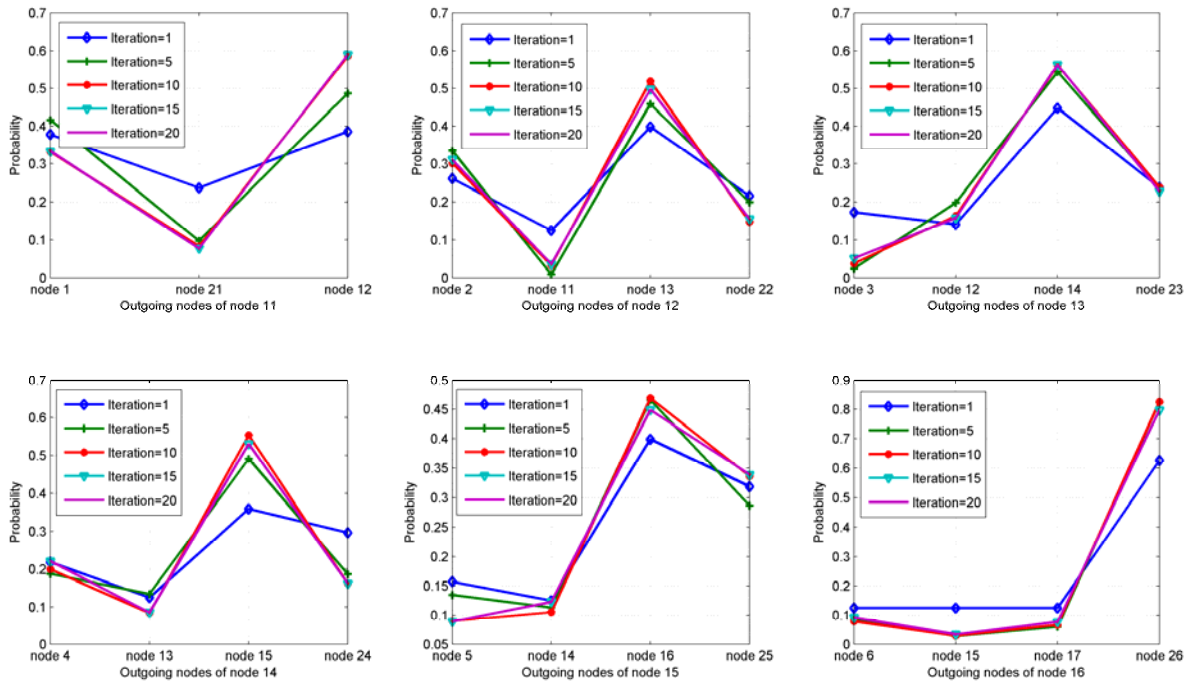 0.7
0.6
0.5
0.4
0.3
0.2
0.1
0
Probability
Iteration=1
Iteration=5
Iteration=10
Iteration=15
Iteration=20
node 1
node 21
node 12
Outgoing nodes of node 11
0.7
0.6
0.5
0.4
0.3
0.2
0.1
0
Probability
Iteration=1
Iteration=5
Iteration=10
Iteration=15
Iteration=20
node 2
node 11
node 13
node 22
Outgoing nodes of node 12
0.7
0.6
0.5
0.4
0.3
0.2
0.1
0
Probability
Iteration=1
Iteration=5
Iteration=10
Iteration=15
Iteration=20
node 3
node 12
node 14
node 23
Outgoing nodes of node 13
0.7
0.6
0.5
0.4
0.3
0.2
0.1
0
Probability
Iteration=1
Iteration=5
Iteration=10
Iteration=15
Iteration=20
node 4
node 13
node 15
node 24
Outgoing nodes of node 14
0.5
0.45
0.4
0.35
0.3
0.25
0.2
0.15
0.1
0.05
Probability
Iteration=1
Iteration=5
Iteration=10
Iteration=15
Iteration=20
node 5
node 14
node 16
node 25
Outgoing nodes of node 15
0.9
0.8
0.7
0.6
0.5
0.4
0.3
0.2
0.1
0
Probability
Iteration=1
Iteration=5
Iteration=10
Iteration=15
Iteration=20
node 6
node 15
node 17
node 26
Outgoing nodes of node 16